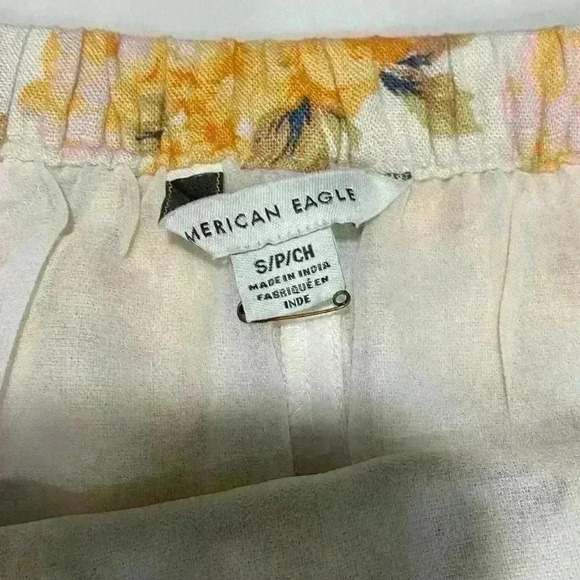 MERICAN EAGLE
S/P/CH
MADE IN INDIA
FABRIQUÉ EN
INDE